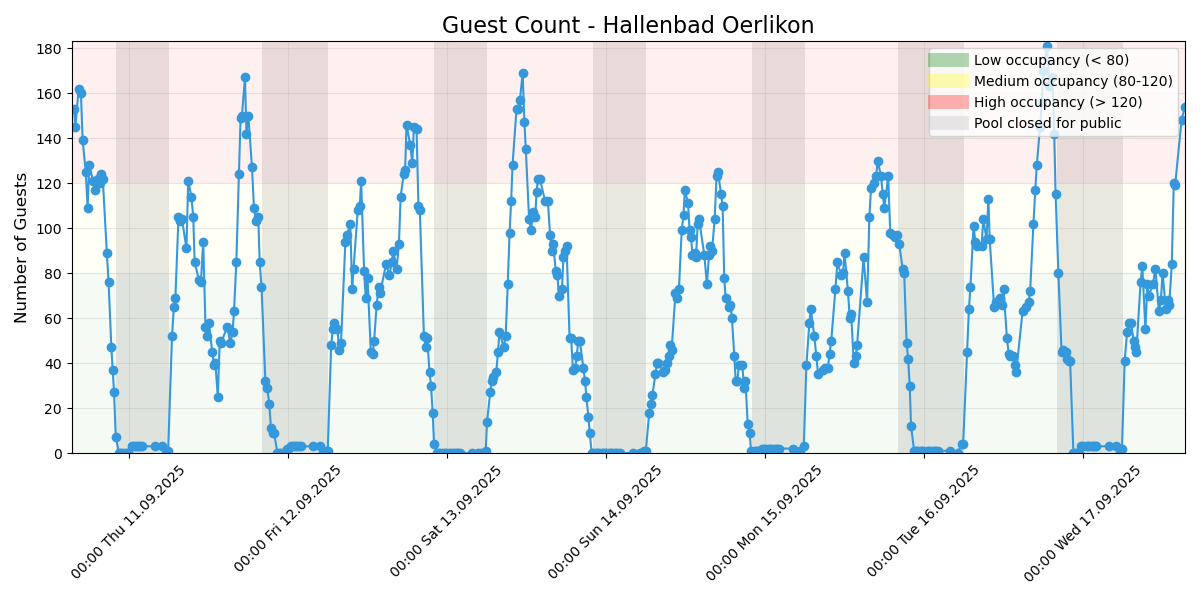 Guest Count - Hallenbad Oerlikon
Number of Guests
180
160
140
120
100
80
60
40
20
0
Low occupancy (< 80)
Medium occupancy (80-120)
High occupancy (> 120)
Pool closed for public
00:00 Thu 11.09.2025
00:00 Fri 12.09.2025
00:00 Sat 13.09.2025
00:00 Sun 14.09.2025
00:00 Mon 15.09.2025
00:00 Tue 16.09.2025
00:00 Wed 17.09.2025